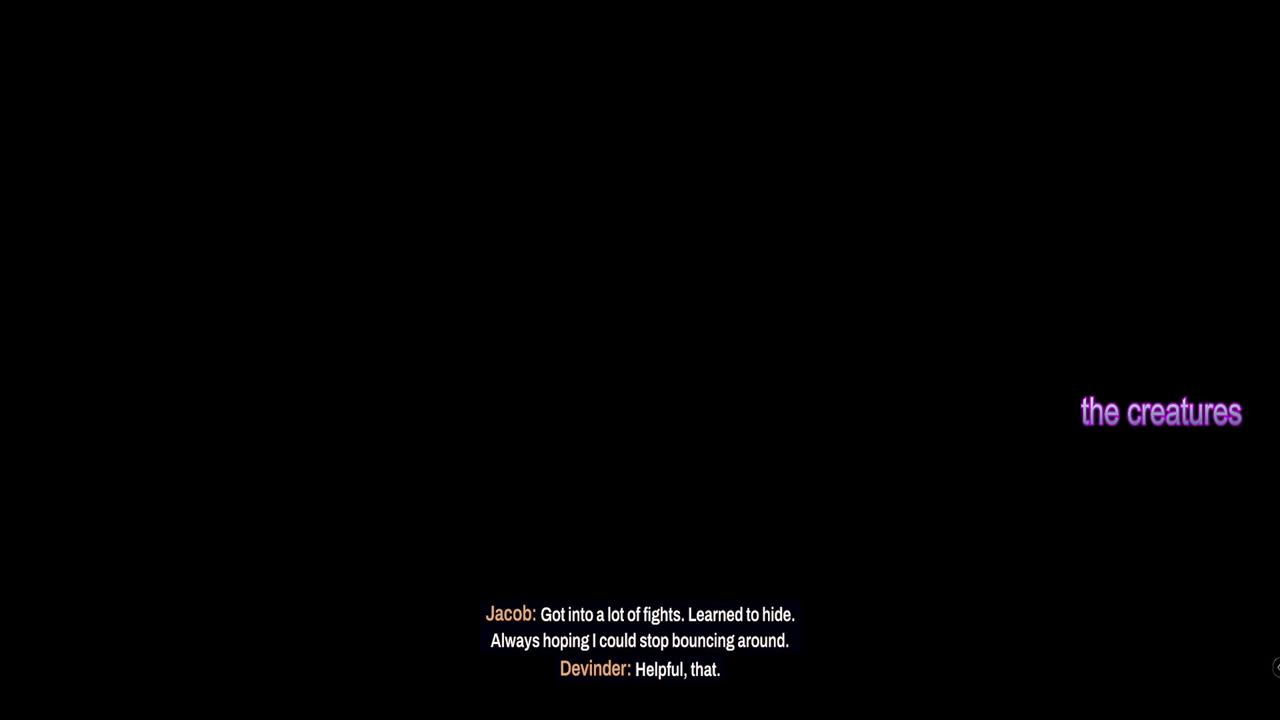 the creatures
Jacob: Got into a lot of fights. Learned to hide.
Always hoping I could stop bouncing around.
Devinder: Helpful, that.